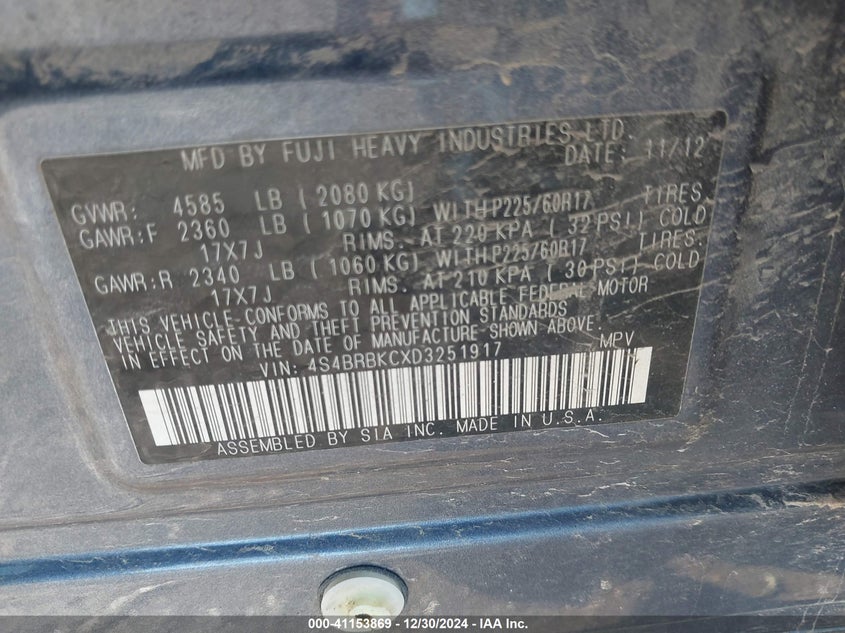 MFD BY FUJI HEAVY INDUSTRIES LTD.
DATE: 11/12
GVWR: 4585 LB (2080 KG)
GAWR:F 2360 LB (1070 KG) WITH P225/60R17 TIRES,
17X7J RIMS. AT 220 KPA (32 PSI) COLD
GAWR:R 2340 LB (1060 KG) WITH P225/60R17 TIRES.
17X7J RIMS. AT 210 KPA (30 PSI) COLD
THIS VEHICLE CONFORMS TO ALL APPLICABLE FEDERAL MOTOR
VEHICLE SAFETY AND THEFT PREVENTION STANDARDS
IN EFFECT ON THE DATE OF MANUFACTURE SHOWN ABOVE.
VIN: 4S4BRBKCXD3251917 MPV
ASSEMBLED BY SIA INC. MADE IN U.S.A.
000-41153869 - 12/30/2024 - IAA Inc.